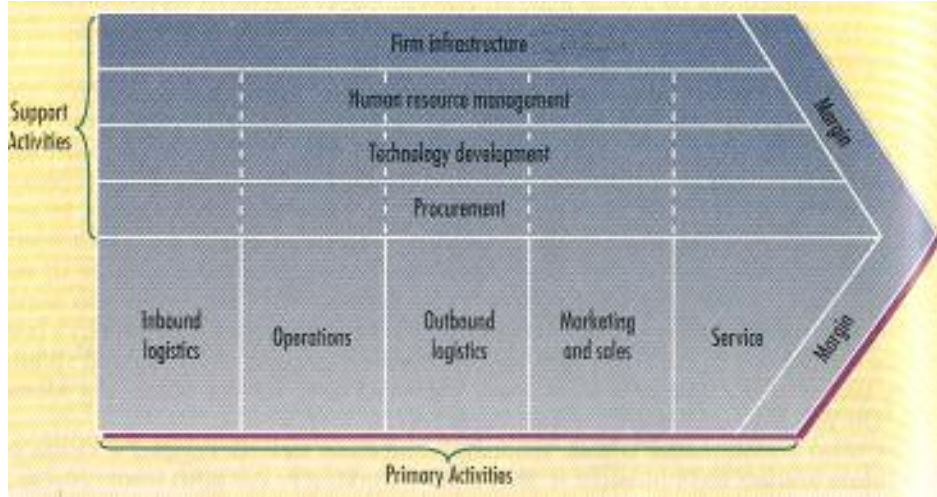 Firm infrastructure
Support
Activities
Human resource management
Technology development
Procurement
Margin
Inbound
logistics
Operations
Outbound
logistics
Marketing
and sales
Service
Margin
Primary Activities